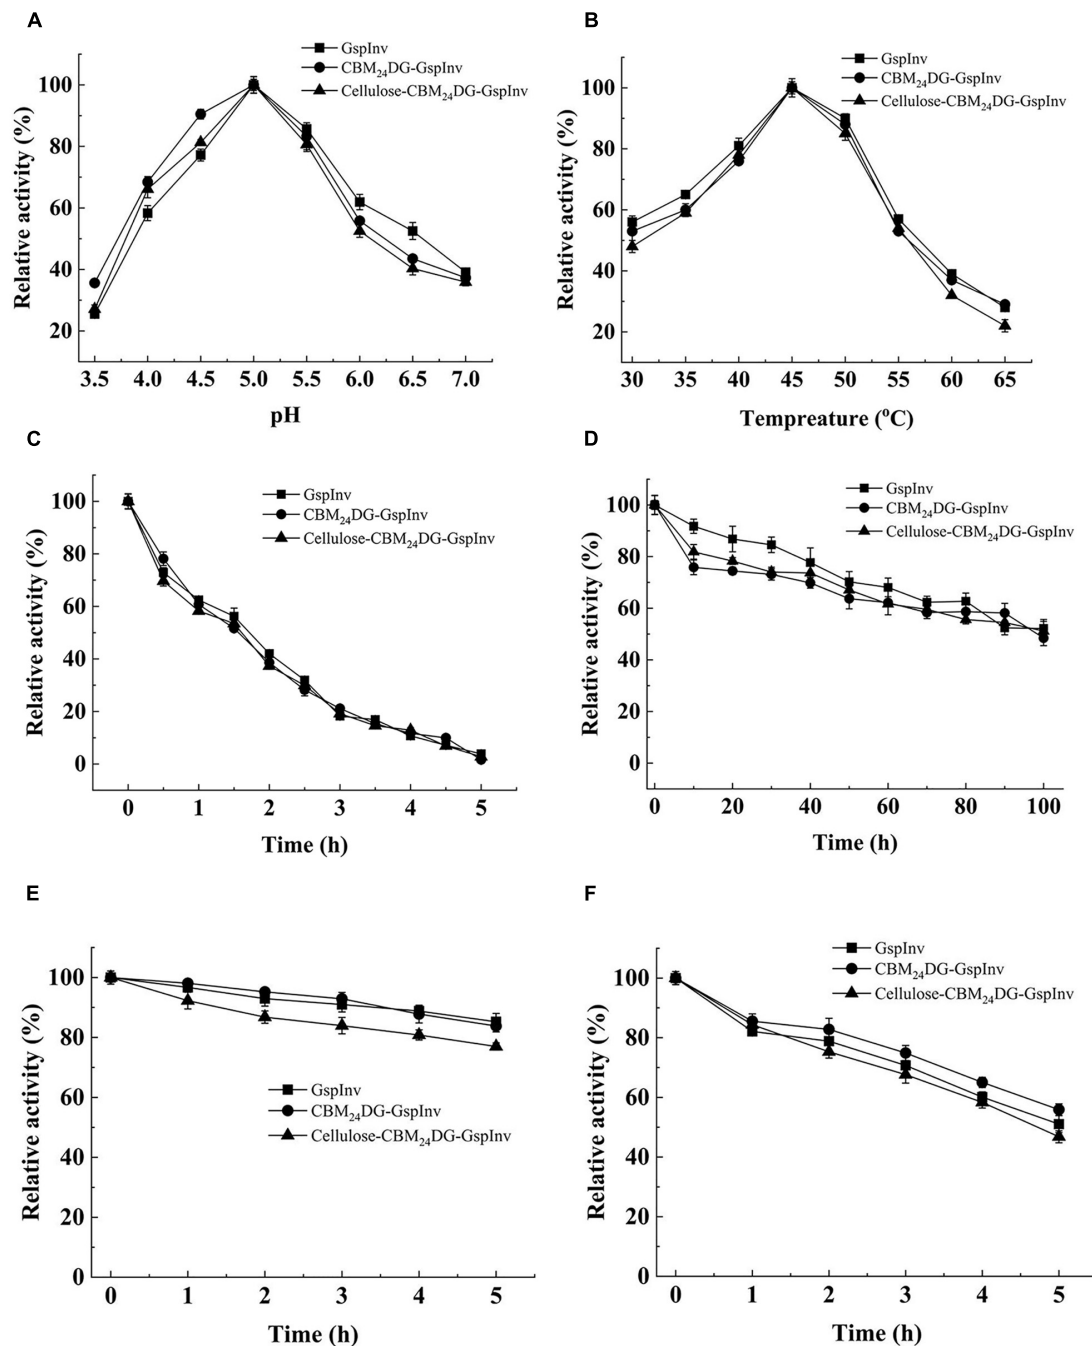 A
GspInv
CBM24DG-GspInv
Cellulose-CBM24DG-GspInv
Relative activity (%)
100
80
60
40
20
3.5 4.0 4.5 5.0 5.5 6.0 6.5 7.0
pH
B
GspInv
CBM24DG-GspInv
Cellulose-CBM24DG-GspInv
Relative activity (%)
100
80
60
40
20
30 35 40 45 50 55 60 65
Tempreature (oC)
C
GspInv
CBM24DG-GspInv
Cellulose-CBM24DG-GspInv
Relative activity (%)
100
80
60
40
20
0
0 1 2 3 4 5
Time (h)
D
GspInv
CBM24DG-GspInv
Cellulose-CBM24DG-GspInv
Relative activity (%)
100
80
60
40
20
0
0 20 40 60 80 100
Time (h)
E
Relative activity (%)
100
80
60
40
20
0
GspInv
CBM24DG-GspInv
Cellulose-CBM24DG-GspInv
0 1 2 3 4 5
Time (h)
F
GspInv
CBM24DG-GspInv
Cellulose-CBM24DG-GspInv
Relative activity (%)
100
80
60
40
20
0
0 1 2 3 4 5
Time (h)